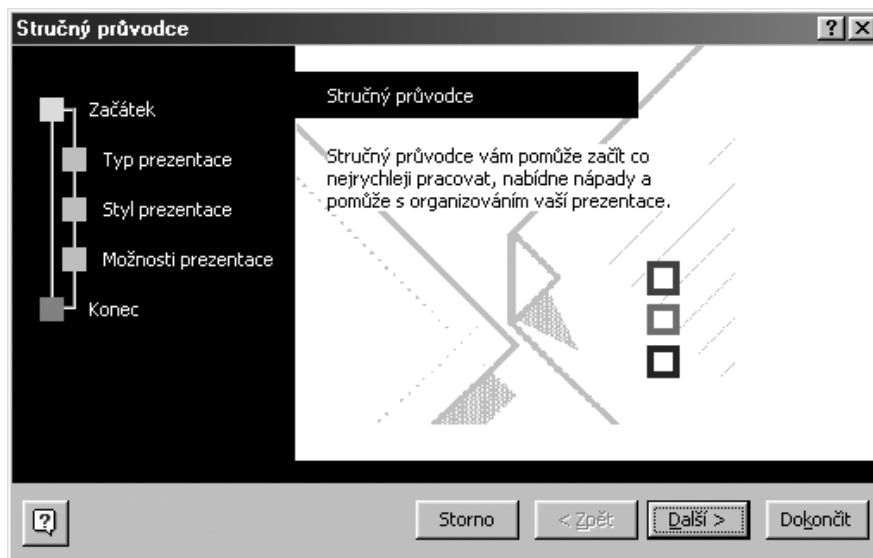 Stručný průvodce
Začátek
Typ prezentace
Styl prezentace
Možnosti prezentace
Konec
Stručný průvodce
Stručný průvodce vám pomůže začít co
nejrychleji pracovat, nabídne nápady a
pomůže s organizováním vaší prezentace.
Storno
< Zpět
Další >
Dokončit